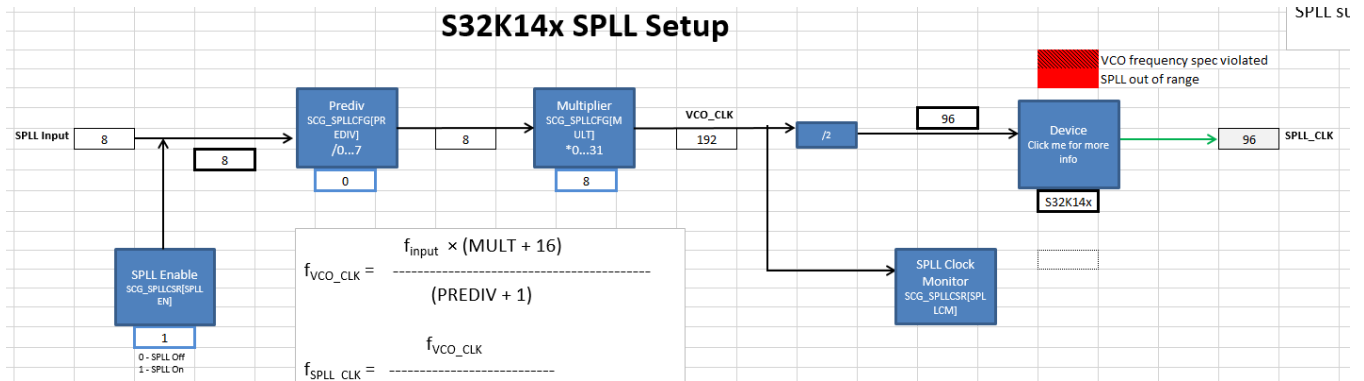 S32K14x SPLL Setup
SPLL su
VCO frequency spec violated
SPLL out of range
SPLL Input
8
8
Prediv
SCG_SPLLCFG[PR
EDIV]
/0...7
0
8
Multiplier
SCG_SPLLCFG[M
ULT]
*0...31
8
VCO_CLK
192
/2
96
Device
Click me for more
info
S32K14x
96
SPLL_CLK
SPLL Enable
SCG_SPLLCSR[SPLL
EN]
1
0 - SPLL Off
1 - SPLL On
f_input × (MULT + 16)
f_VCO_CLK = ------------------------------------------
(PREDIV + 1)
f_VCO_CLK
f_SPLL_CLK = ---------------------------
SPLL Clock
Monitor
SCG_SPLLCSR[SPL
LCM]